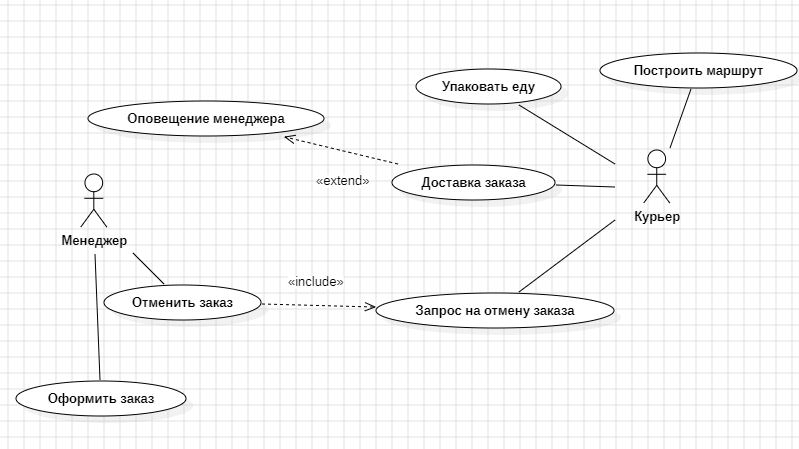 Построить маршрут
Упаковать еду
Оповещение менеджера
«extend»
Доставка заказа
Курьер
Менеджер
«include»
Отменить заказ
Запрос на отмену заказа
Оформить заказ